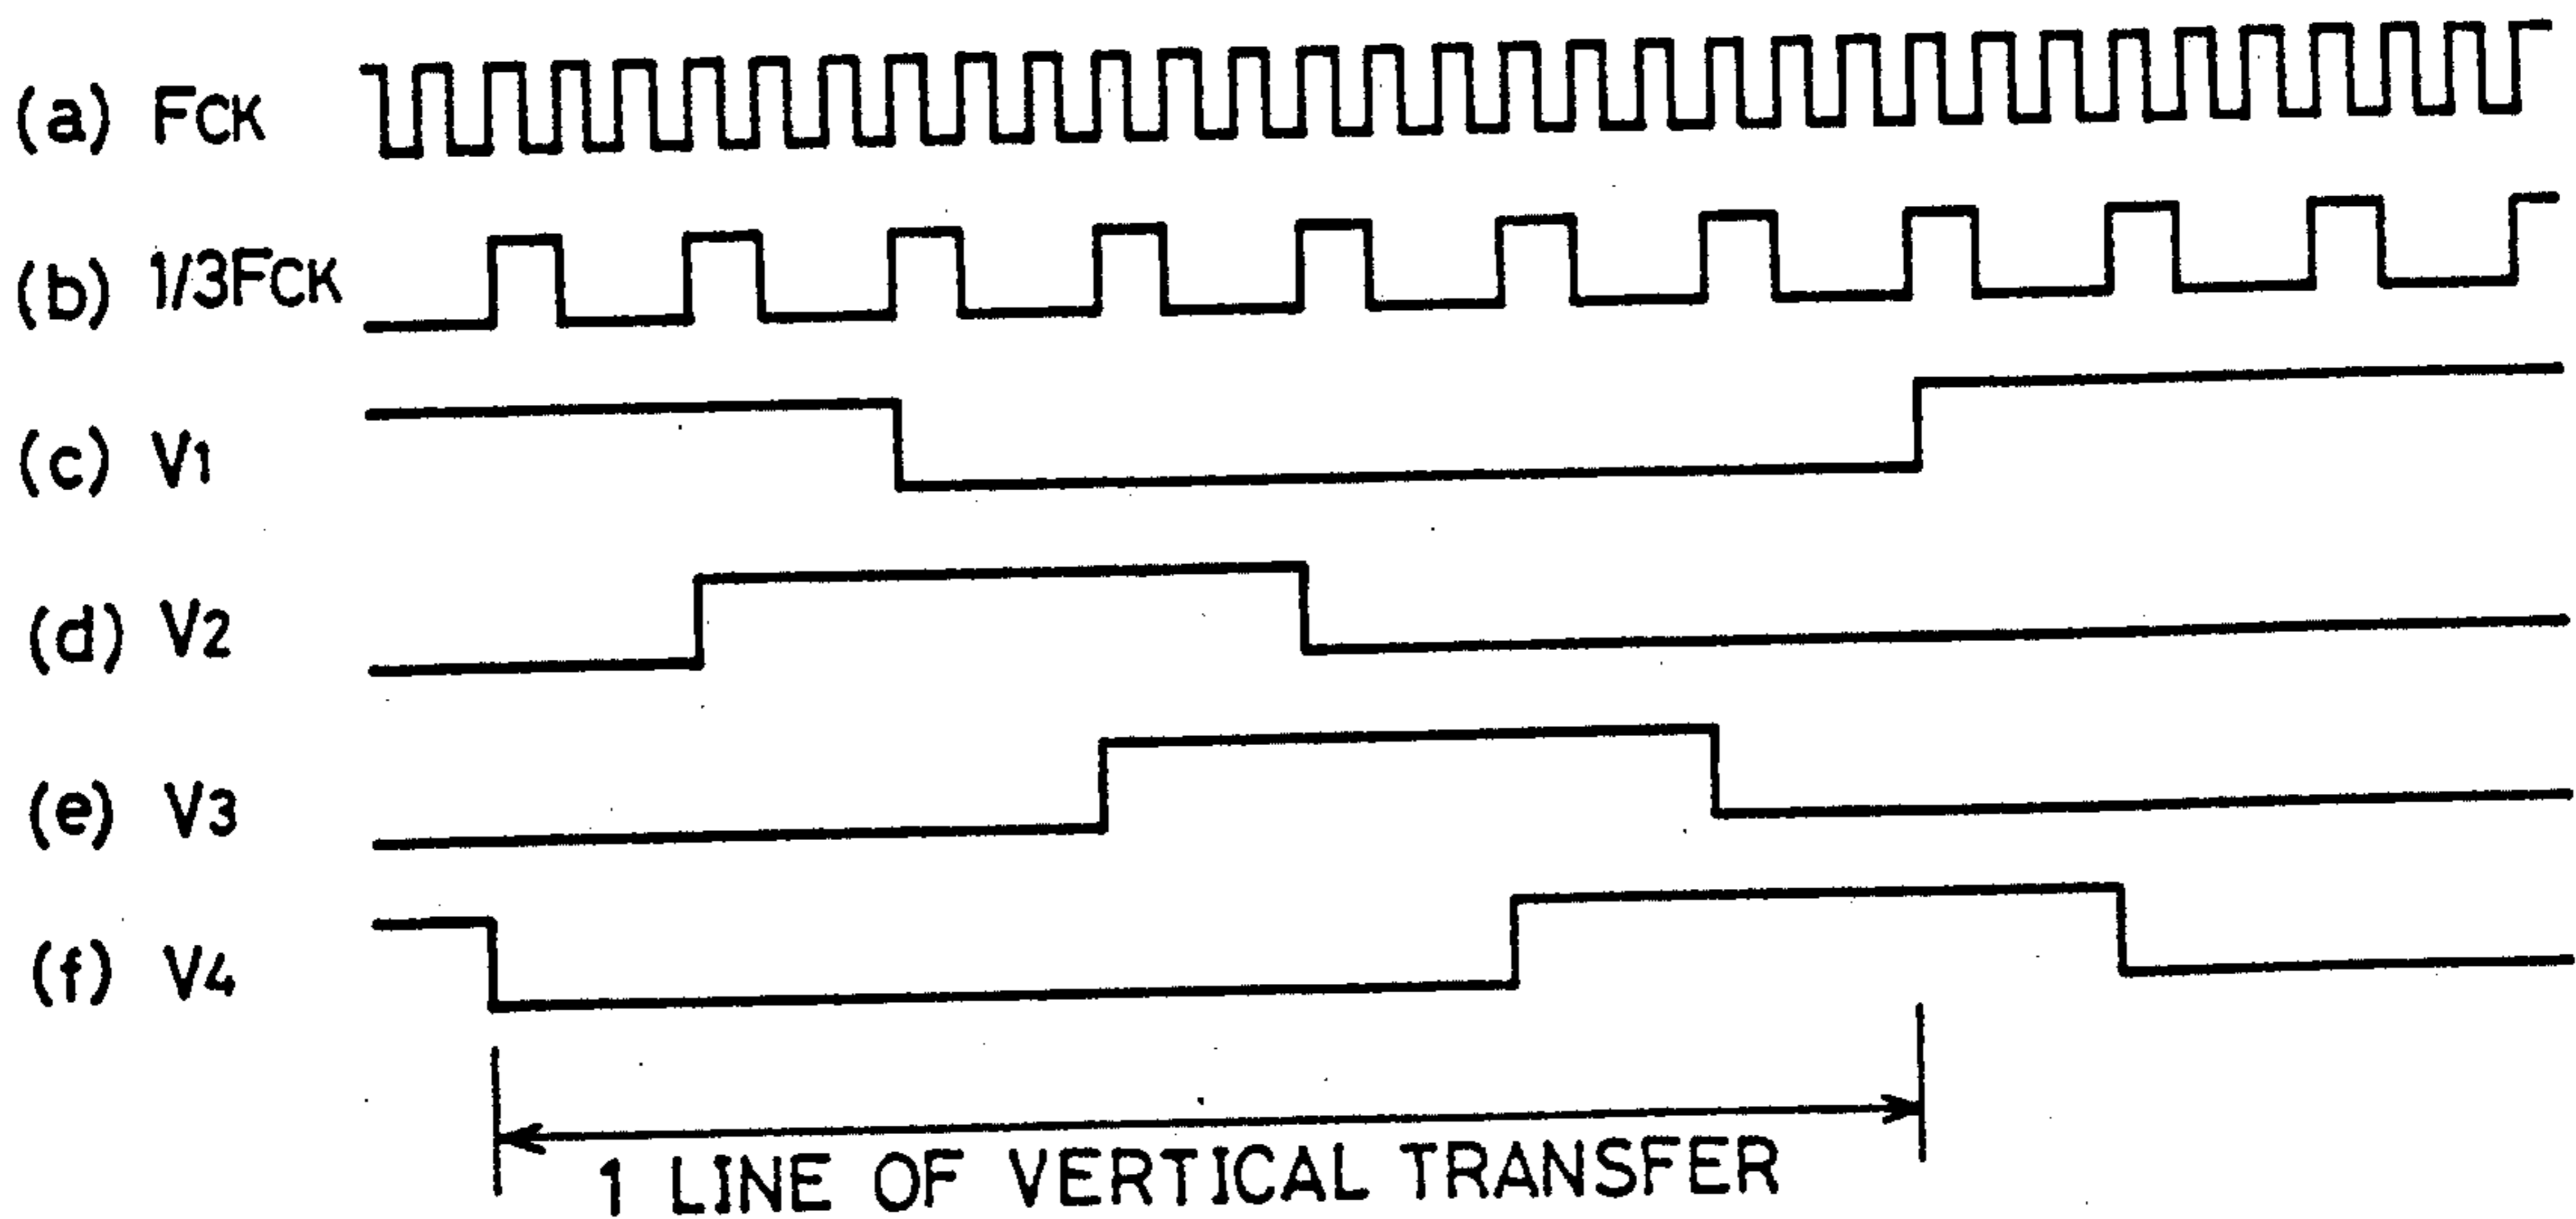 (a) FCK
(b) 1/3FCK
(c) V1
(d) V2
(e) V3
(f) V4
1 LINE OF VERTICAL TRANSFER